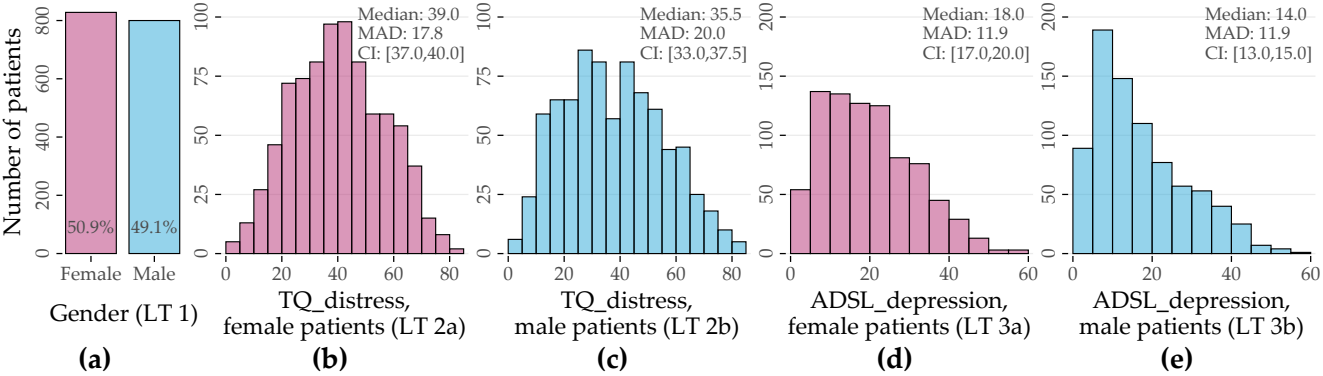 Number of patients
0
200
400
600
800
50.9%
49.1%
Female
Male
Gender (LT 1)
(a)
Median: 39.0
MAD: 17.8
CI: [37.0,40.0]
0
25
50
75
100
0
20
40
60
80
TQ_distress,
female patients (LT 2a)
(b)
Median: 35.5
MAD: 20.0
CI: [33.0,37.5]
0
25
50
75
100
0
20
40
60
80
TQ_distress,
male patients (LT 2b)
(c)
Median: 18.0
MAD: 11.9
CI: [17.0,20.0]
0
50
100
150
200
0
20
40
60
ADSL_depression,
female patients (LT 3a)
(d)
Median: 14.0
MAD: 11.9
CI: [13.0,15.0]
0
50
100
150
200
0
20
40
60
ADSL_depression,
male patients (LT 3b)
(e)